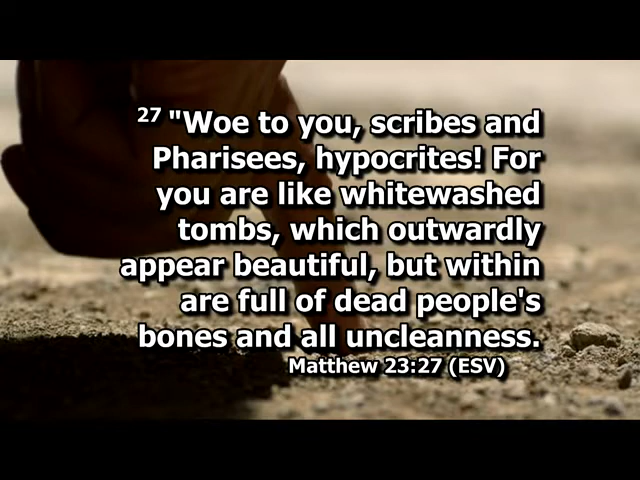 27 "Woe to you, scribes and
Pharisees, hypocrites! For
you are like whitewashed
tombs, which outwardly
appear beautiful, but within
are full of dead people's
bones and all uncleanness.
Matthew 23:27 (ESV)